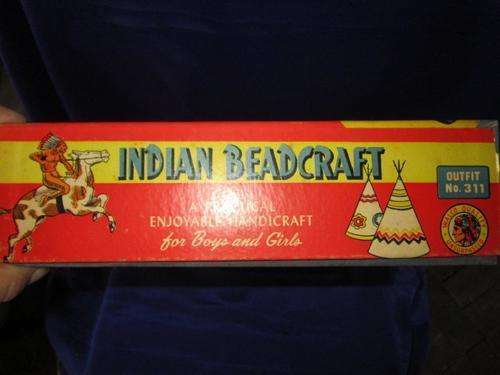 INDIAN BEADCRAFT
A PRACTICAL
ENJOYABLE HANDICRAFT
for Boys and Girls
OUTFIT
No. 311